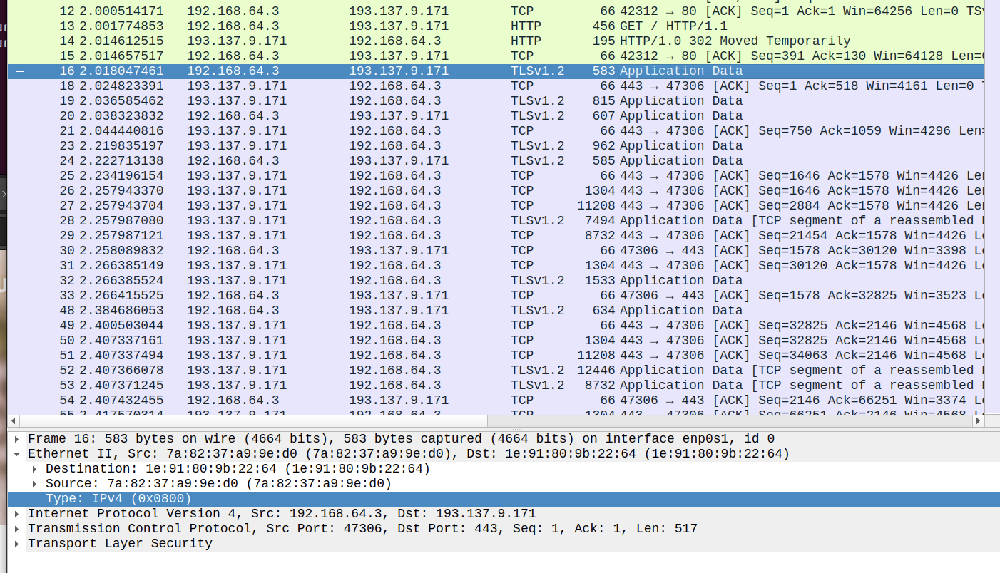 12 2.000514171 192.168.64.3 193.137.9.171 TCP 66 42312 → 80 [ACK] Seq=1 Ack=1 Win=64256 Len=0
13 2.001774853 192.168.64.3 193.137.9.171 HTTP 456 GET / HTTP/1.1
14 2.014612515 193.137.9.171 192.168.64.3 HTTP 195 HTTP/1.0 302 Moved Temporarily
15 2.014657517 192.168.64.3 193.137.9.171 TCP 66 42312 → 80 [ACK] Seq=391 Ack=130 Win=64128
16 2.018047461 192.168.64.3 193.137.9.171 TLSv1.2 583 Application Data
18 2.024823391 193.137.9.171 192.168.64.3 TCP 66 443 → 47306 [ACK] Seq=1 Ack=518 Win=4161 Len=0
19 2.036585462 193.137.9.171 192.168.64.3 TLSv1.2 815 Application Data
20 2.038323832 192.168.64.3 193.137.9.171 TLSv1.2 607 Application Data
21 2.044440816 193.137.9.171 192.168.64.3 TCP 66 443 → 47306 [ACK] Seq=750 Ack=1059 Win=4296 Len=
23 2.219835197 193.137.9.171 192.168.64.3 TLSv1.2 962 Application Data
24 2.222713138 192.168.64.3 193.137.9.171 TLSv1.2 585 Application Data
25 2.234196154 193.137.9.171 192.168.64.3 TCP 66 443 → 47306 [ACK] Seq=1646 Ack=1578 Win=4426
26 2.257943370 193.137.9.171 192.168.64.3 TCP 1304 443 → 47306 [ACK] Seq=1646 Ack=1578 Win=4426
27 2.257943704 193.137.9.171 192.168.64.3 TCP 11208 443 → 47306 [ACK] Seq=2884 Ack=1578 Win=4426
28 2.257987080 193.137.9.171 192.168.64.3 TLSv1.2 7494 Application Data [TCP segment of a reassembled
29 2.257987121 193.137.9.171 192.168.64.3 TCP 8732 443 → 47306 [ACK] Seq=21454 Ack=1578 Win=4426
30 2.258089832 192.168.64.3 193.137.9.171 TCP 66 47306 → 443 [ACK] Seq=1578 Ack=30120 Win=3398
31 2.266385149 193.137.9.171 192.168.64.3 TCP 1304 443 → 47306 [ACK] Seq=30120 Ack=1578 Win=4426
32 2.266385524 193.137.9.171 192.168.64.3 TLSv1.2 1533 Application Data
33 2.266415525 192.168.64.3 193.137.9.171 TCP 66 47306 → 443 [ACK] Seq=1578 Ack=32825 Win=3523
48 2.384686053 192.168.64.3 193.137.9.171 TLSv1.2 634 Application Data
49 2.400503044 193.137.9.171 192.168.64.3 TCP 66 443 → 47306 [ACK] Seq=32825 Ack=2146 Win=4568
50 2.407337161 193.137.9.171 192.168.64.3 TCP 1304 443 → 47306 [ACK] Seq=32825 Ack=2146 Win=4568
51 2.407337494 193.137.9.171 192.168.64.3 TCP 11208 443 → 47306 [ACK] Seq=34063 Ack=2146 Win=4568
52 2.407366078 193.137.9.171 192.168.64.3 TLSv1.2 12446 Application Data [TCP segment of a reassembled
53 2.407371245 193.137.9.171 192.168.64.3 TLSv1.2 8732 Application Data [TCP segment of a reassembled
54 2.407432455 192.168.64.3 193.137.9.171 TCP 66 47306 → 443 [ACK] Seq=2146 Ack=66251 Win=3374
55 2.417570314 193.137.9.171 192.168.64.3 TCP 1304 443 → 47306 [ACK] Seq=66251 Ack=2146 Win=4568
Frame 16: 583 bytes on wire (4664 bits), 583 bytes captured (4664 bits) on interface enp0s1, id 0
Ethernet II, Src: 7a:82:37:a9:9e:d0 (7a:82:37:a9:9e:d0), Dst: 1e:91:80:9b:22:64 (1e:91:80:9b:22:64)
Destination: 1e:91:80:9b:22:64 (1e:91:80:9b:22:64)
Source: 7a:82:37:a9:9e:d0 (7a:82:37:a9:9e:d0)
Type: IPv4 (0x0800)
Internet Protocol Version 4, Src: 192.168.64.3, Dst: 193.137.9.171
Transmission Control Protocol, Src Port: 47306, Dst Port: 443, Seq: 1, Ack: 1, Len: 517
Transport Layer Security